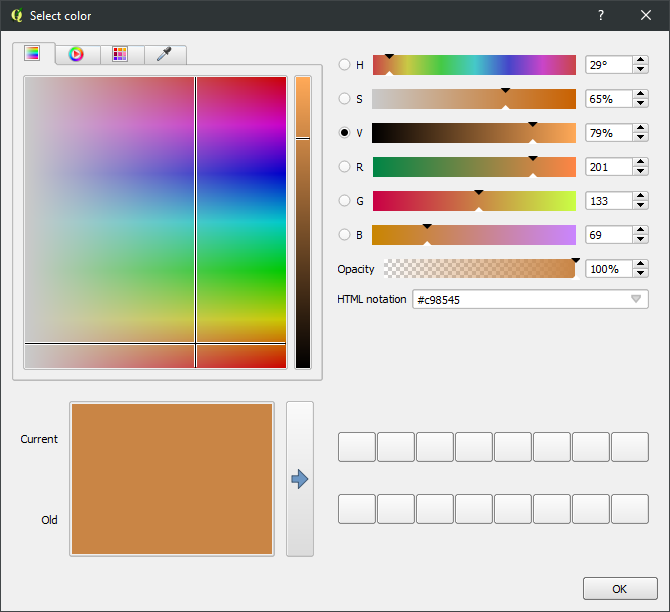 Select color
?
H 29°
S 65%
V 79%
R 201
G 133
B 69
Opacity 100%
HTML notation #c98545
Current
Old
OK